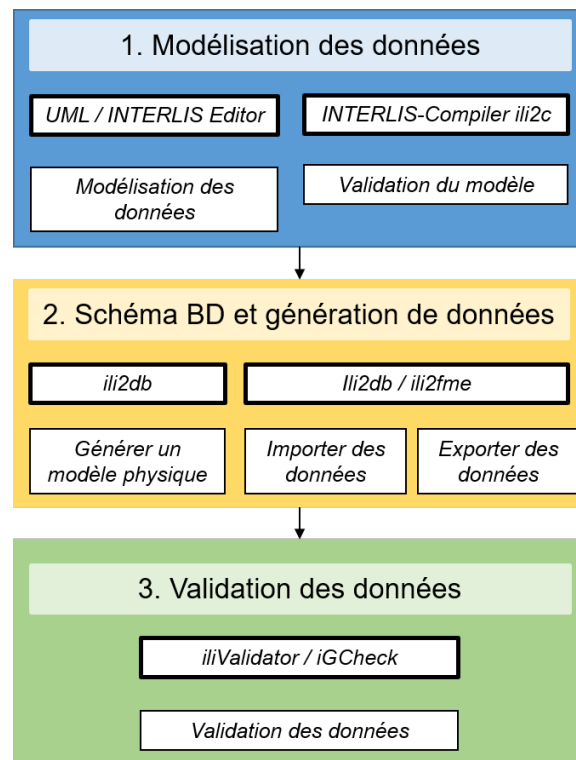 1. Modélisation des données
UML / INTERLIS Editor
INTERLIS-Compiler ili2c
Modélisation des
données
Validation du modèle
2. Schéma BD et génération de données
ili2db
Ili2db / ili2fme
Générer un
modèle physique
Importer des
données
Exporter des
données
3. Validation des données
iliValidator / iGCheck
Validation des données